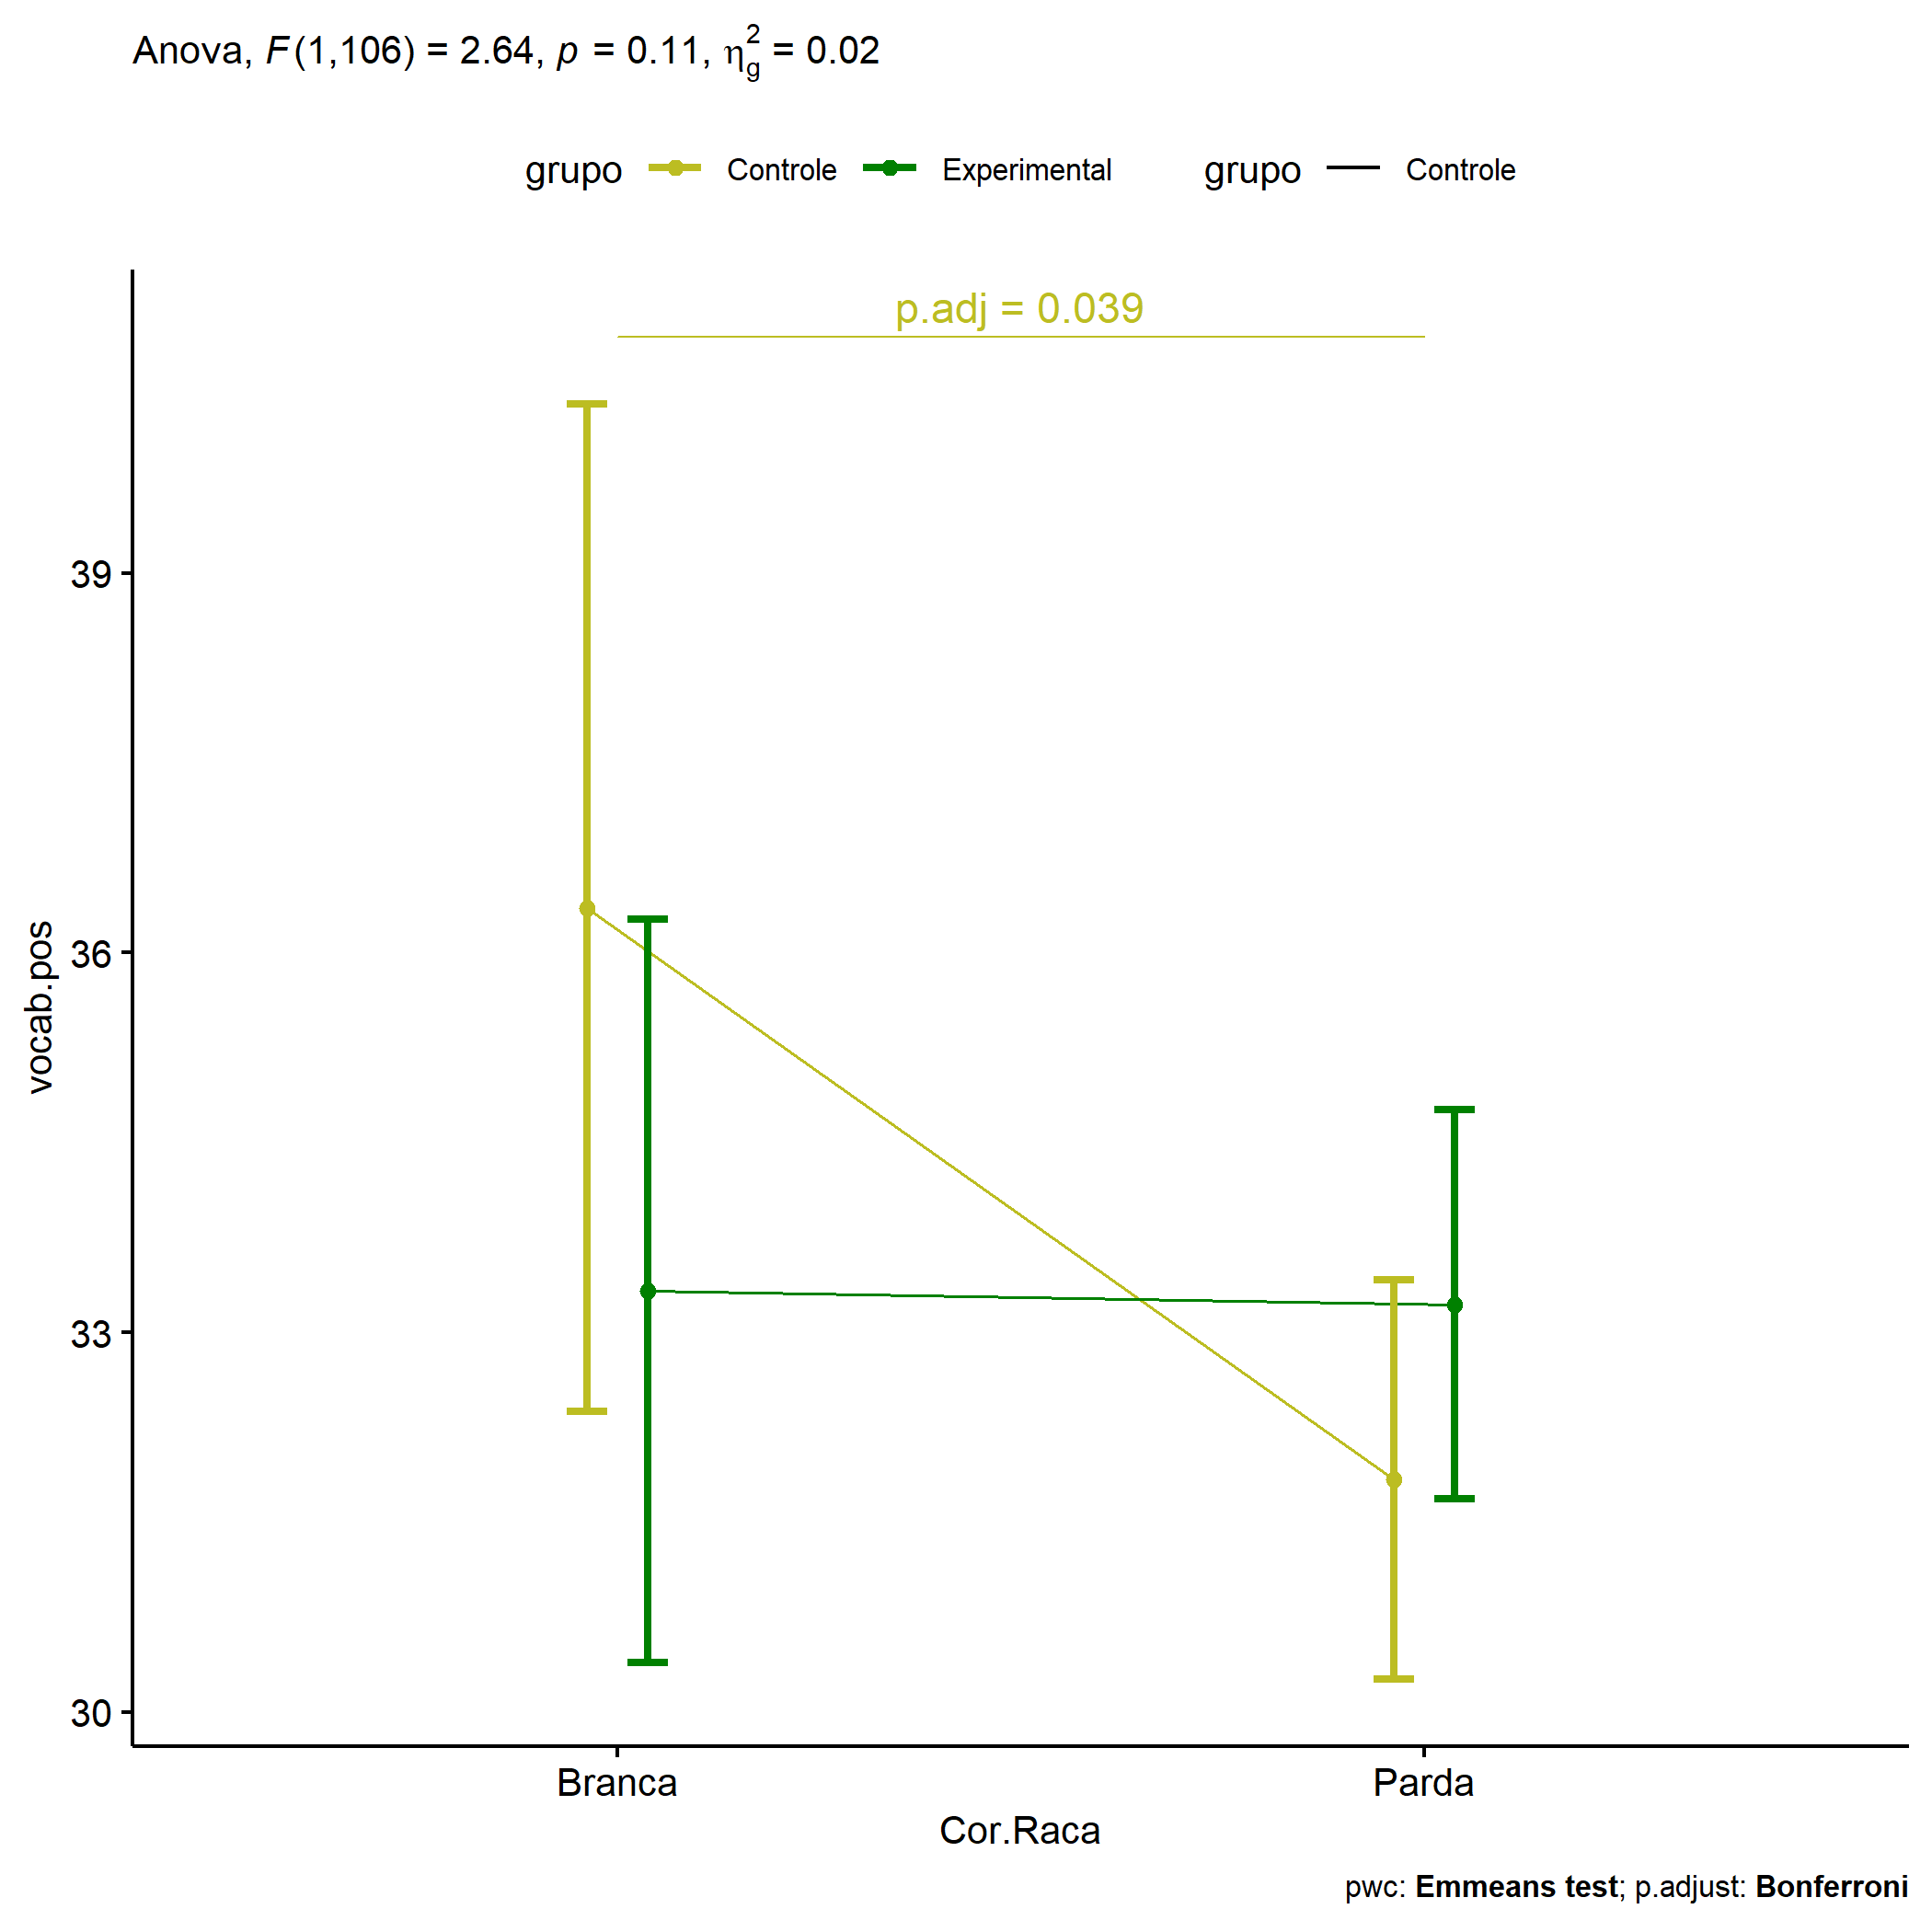 Anova, F(1,106) = 2.64, p = 0.11, η²g = 0.02
grupo Controle Experimental grupo Controle
p.adj = 0.039
39
36
33
30
vocab.pos
Branca Parda
Cor.Raca
pwc: Emmeans test; p.adjust: Bonferroni